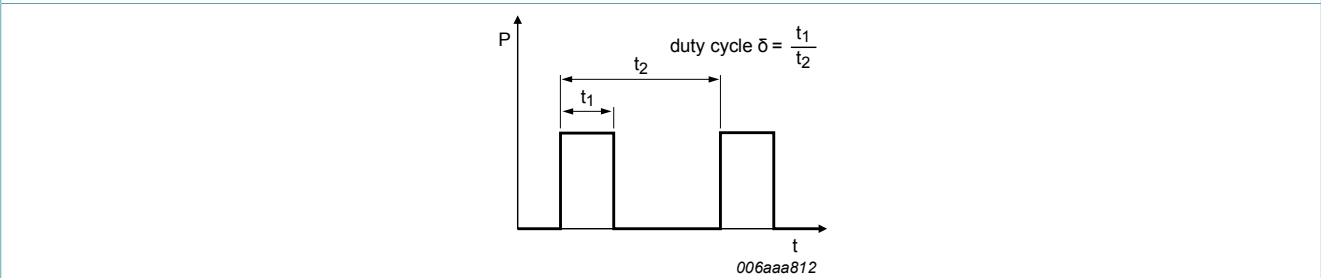 P
duty cycle δ = t1
t2
t2
t1
t
006aaa812